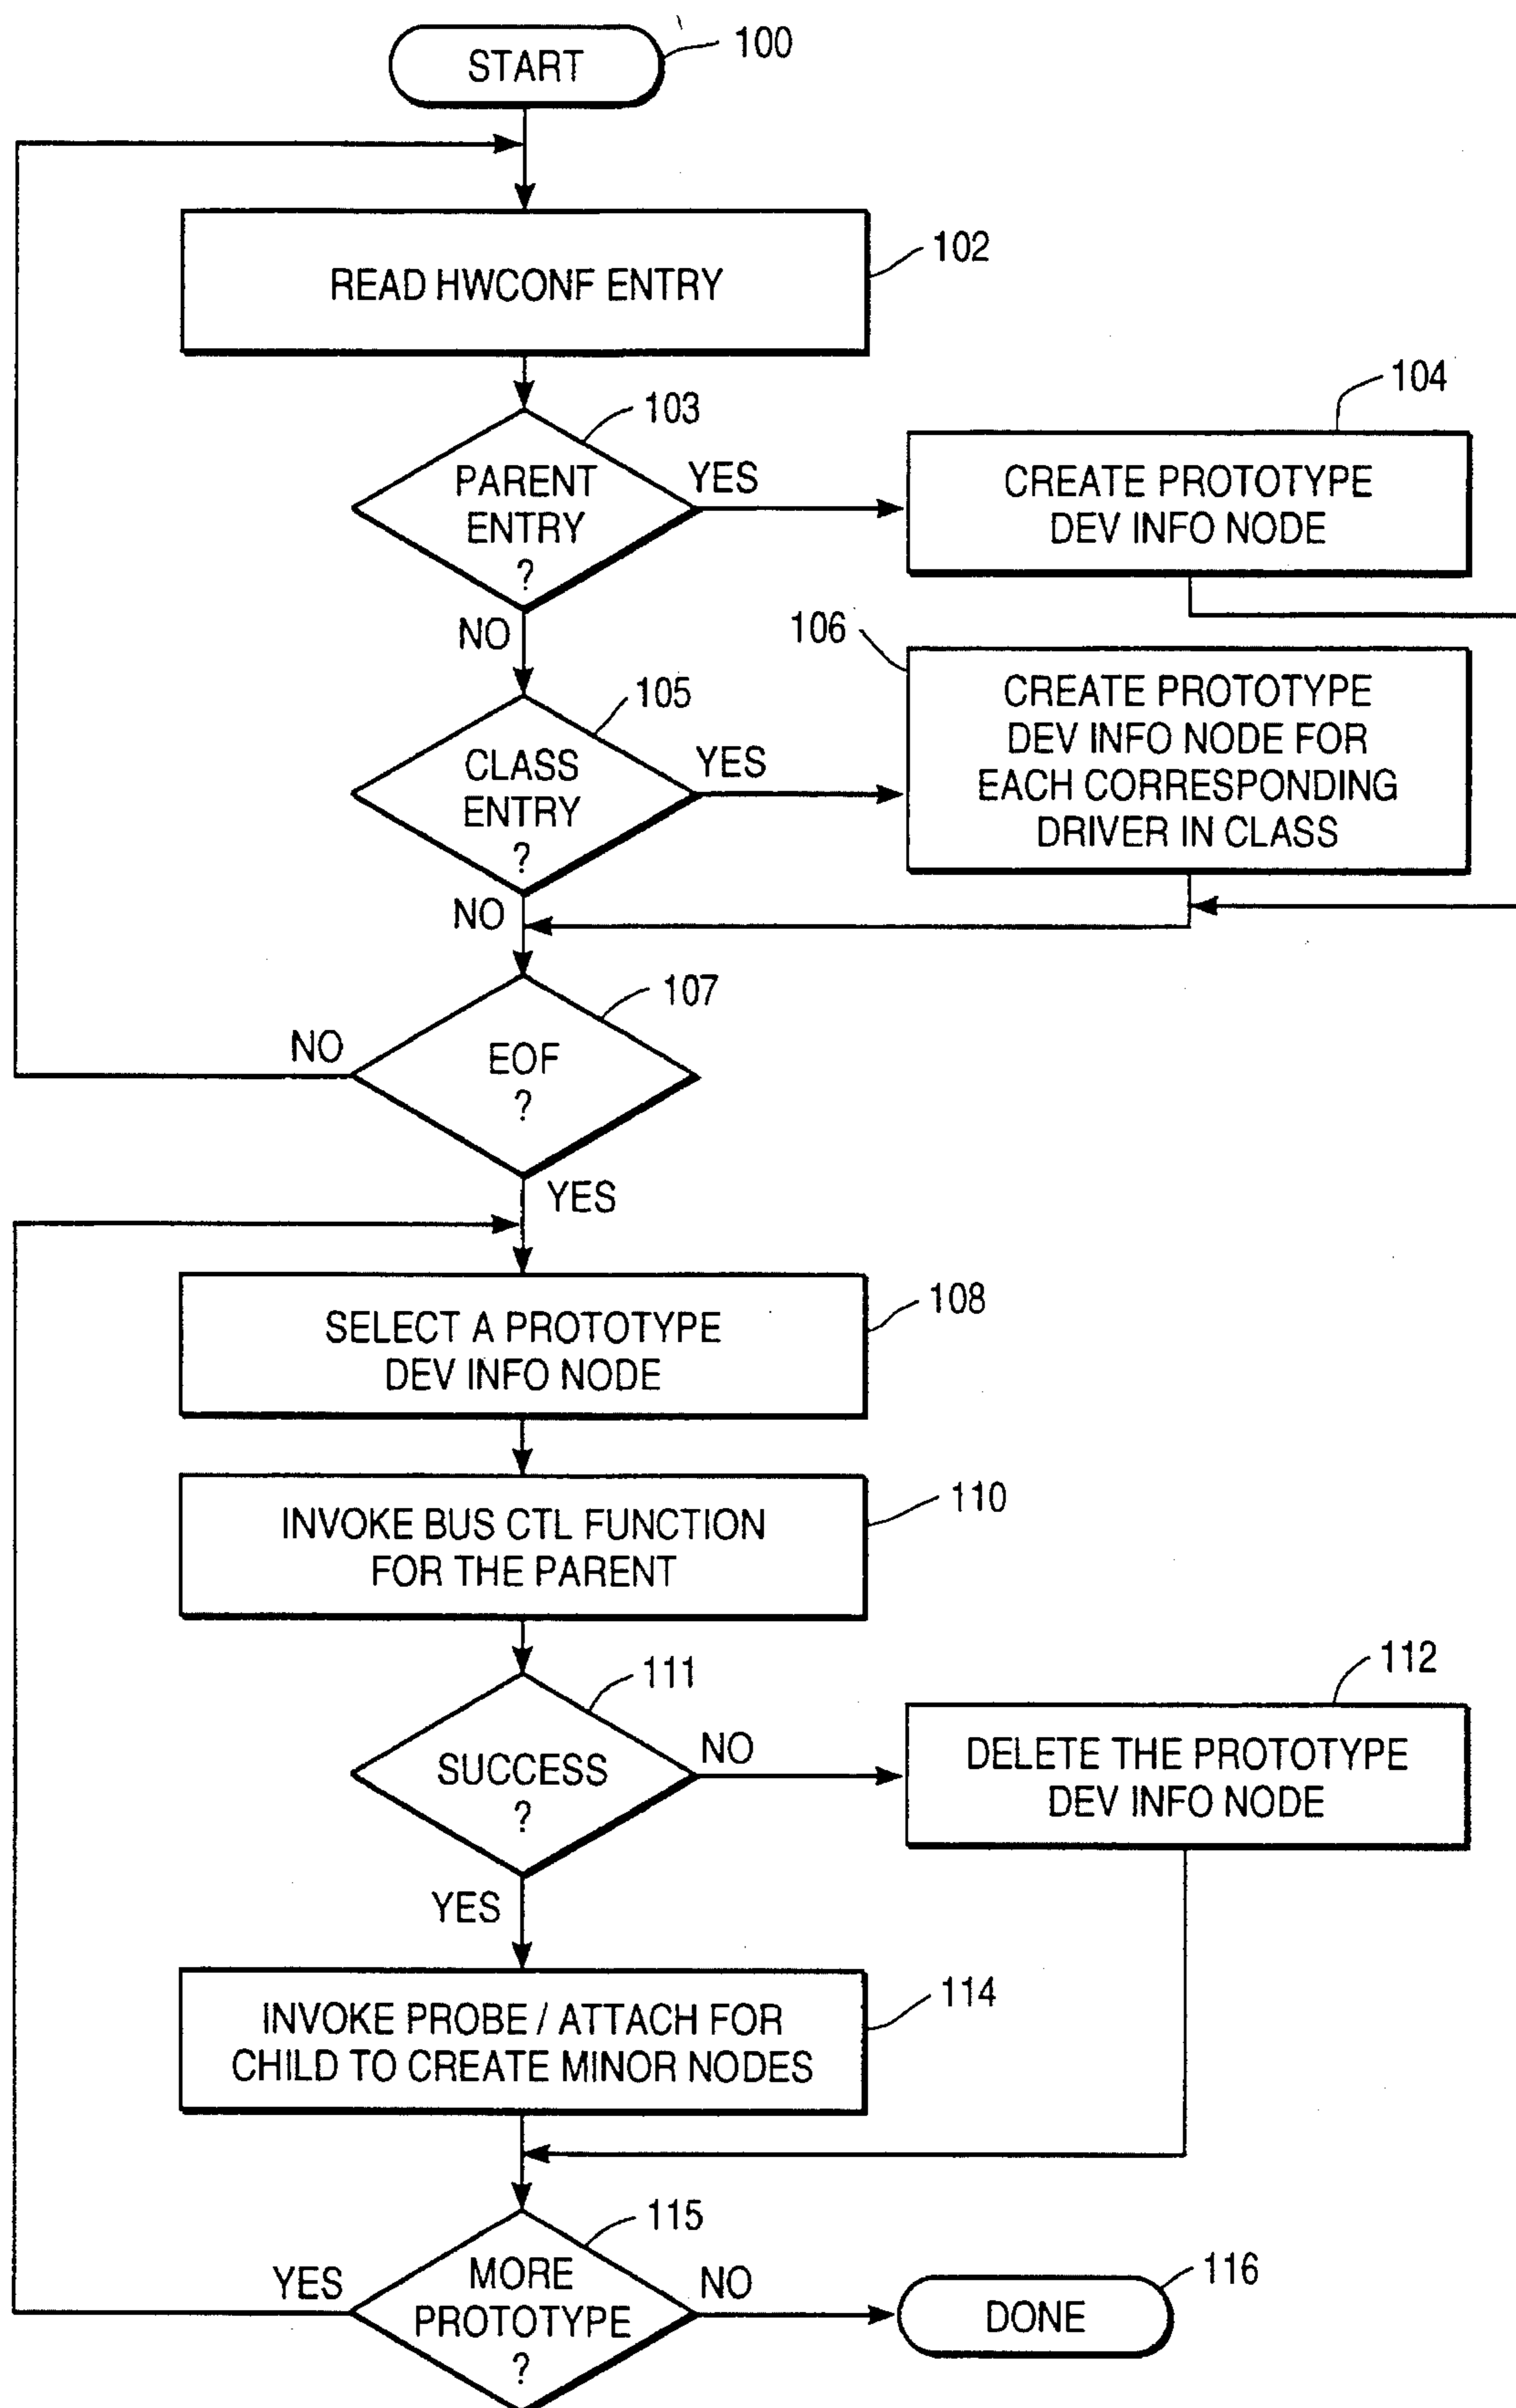 START
100
READ HWCONF ENTRY
102
PARENT
ENTRY
?
103
YES
NO
CREATE PROTOTYPE
DEV INFO NODE
104
CLASS
ENTRY
?
105
YES
NO
106
CREATE PROTOTYPE
DEV INFO NODE FOR
EACH CORRESPONDING
DRIVER IN CLASS
EOF
?
107
NO
YES
SELECT A PROTOTYPE
DEV INFO NODE
108
INVOKE BUS CTL FUNCTION
FOR THE PARENT
110
SUCCESS
?
111
NO
YES
DELETE THE PROTOTYPE
DEV INFO NODE
112
INVOKE PROBE / ATTACH FOR
CHILD TO CREATE MINOR NODES
114
MORE
PROTOTYPE
?
115
YES
NO
DONE
116